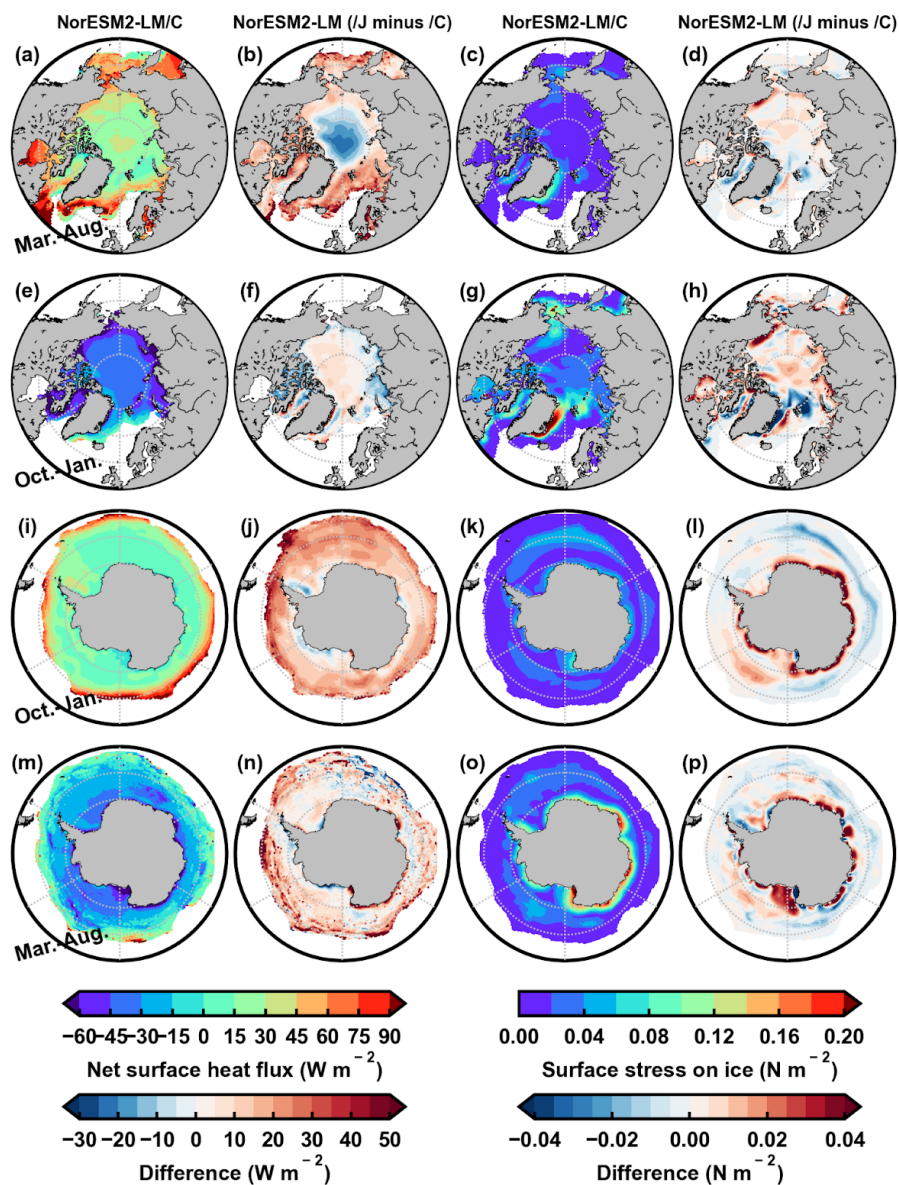 NorESM2-LM/C NorESM2-LM (/J minus /C) NorESM2-LM/C NorESM2-LM (/J minus /C)
(a) (b) (c) (d)
Mar.-Aug.
(e) (f) (g) (h)
Oct.-Jan.
(i) (j) (k) (l)
Oct.-Jan.
(m) (n) (o) (p)
Mar.-Aug.
−60 −45 −30 −15 0 15 30 45 60 75 90
Net surface heat flux (W m⁻²)
0.00 0.04 0.08 0.12 0.16 0.20
Surface stress on ice (N m⁻²)
−30 −20 −10 0 10 20 30 40 50
Difference (W m⁻²)
−0.04 −0.02 0.00 0.02 0.04
Difference (N m⁻²)